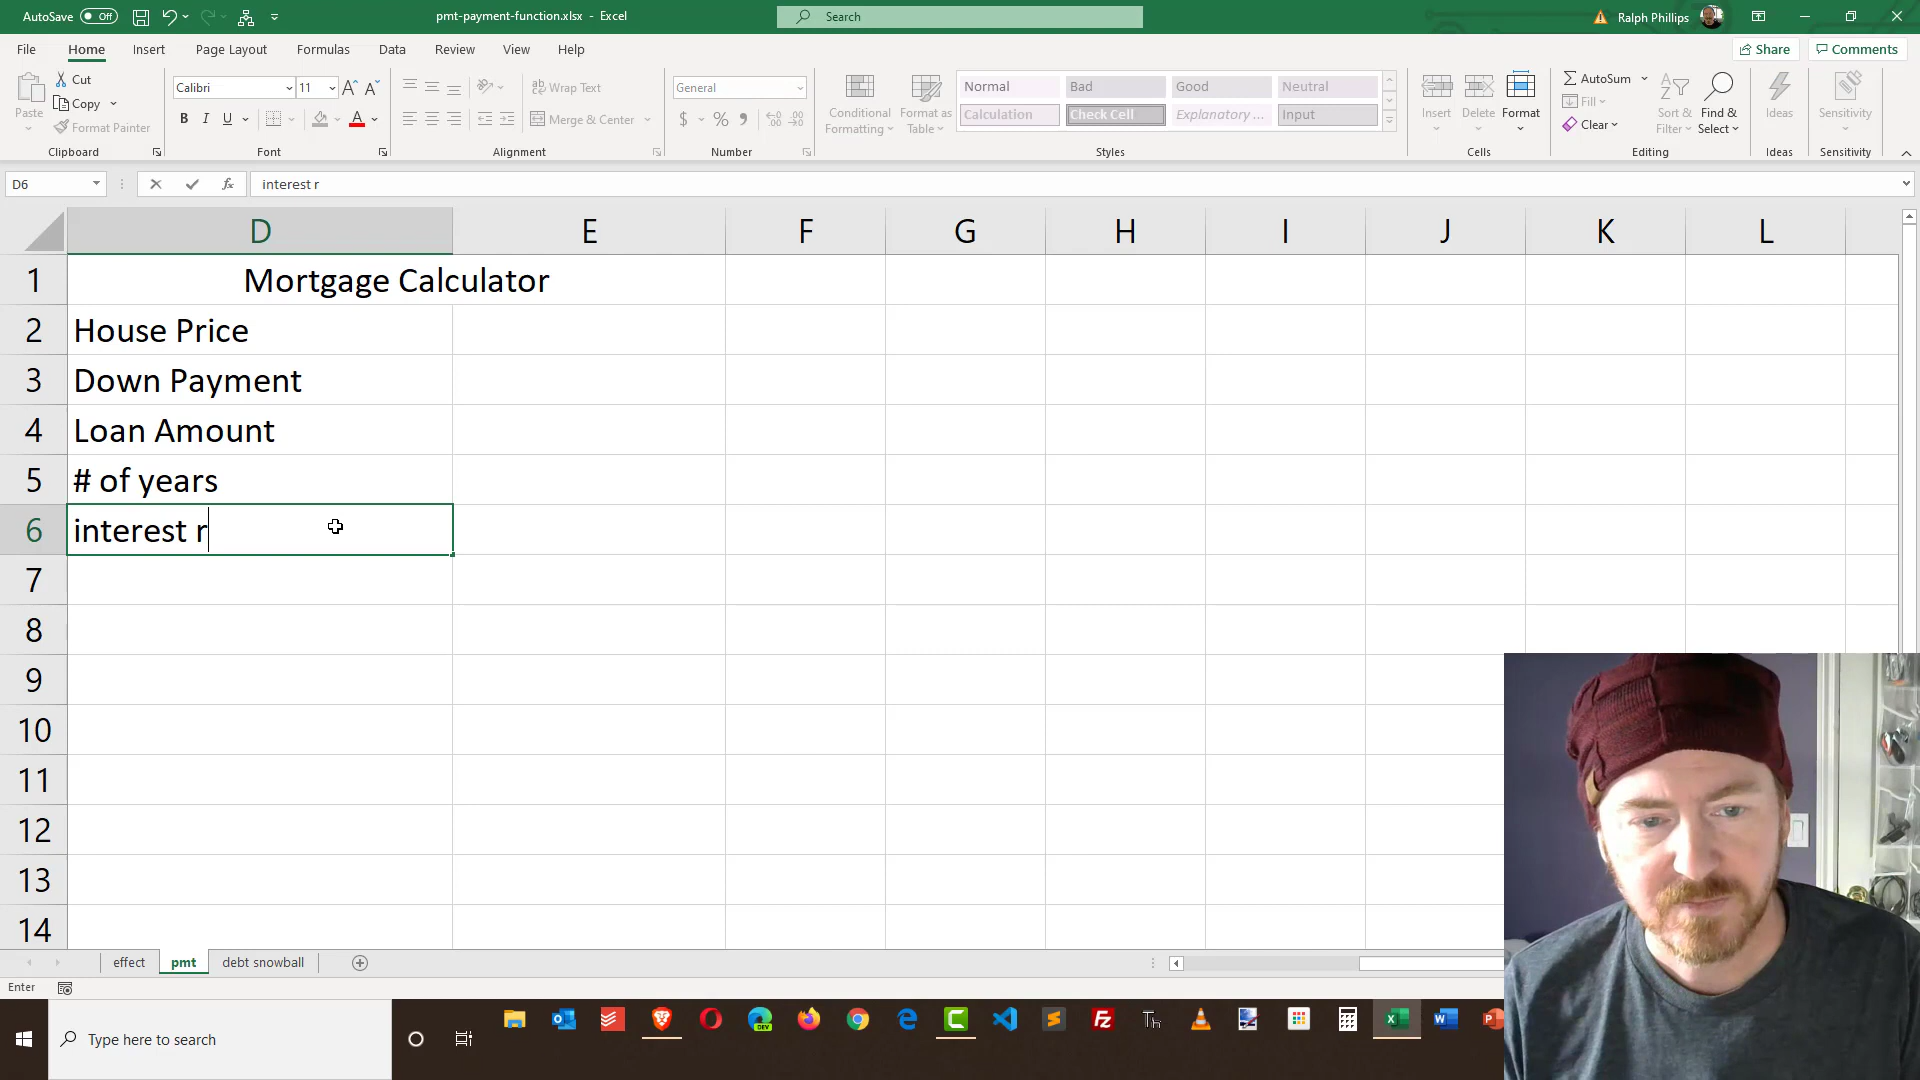 AutoSave Off pmt-payment-function.xlsx - Excel Search Ralph Phillips
File Home Insert Page Layout Formulas Data Review View Help Share Comments
Paste Cut Copy Format Painter
Clipboard
Calibri 11 A A
B I U A
Font
Wrap Text
Merge & Center
Alignment
General
$ % ,
Number
Conditional Formatting
Format as Table
Normal Bad Good Neutral
Calculation Check Cell Explanatory ... Input
Styles
Insert Delete Format
Cells
AutoSum
Fill
Clear
Sort & Filter
Find & Select
Editing
Ideas
Ideas
Sensitivity
Sensitivity
D6 fx interest r
D E F G H I J K L
1 Mortgage Calculator
2 House Price
3 Down Payment
4 Loan Amount
5 # of years
6 interest r
7
8
9
10
11
12
13
14
effect pmt debt snowball
Enter
Type here to search